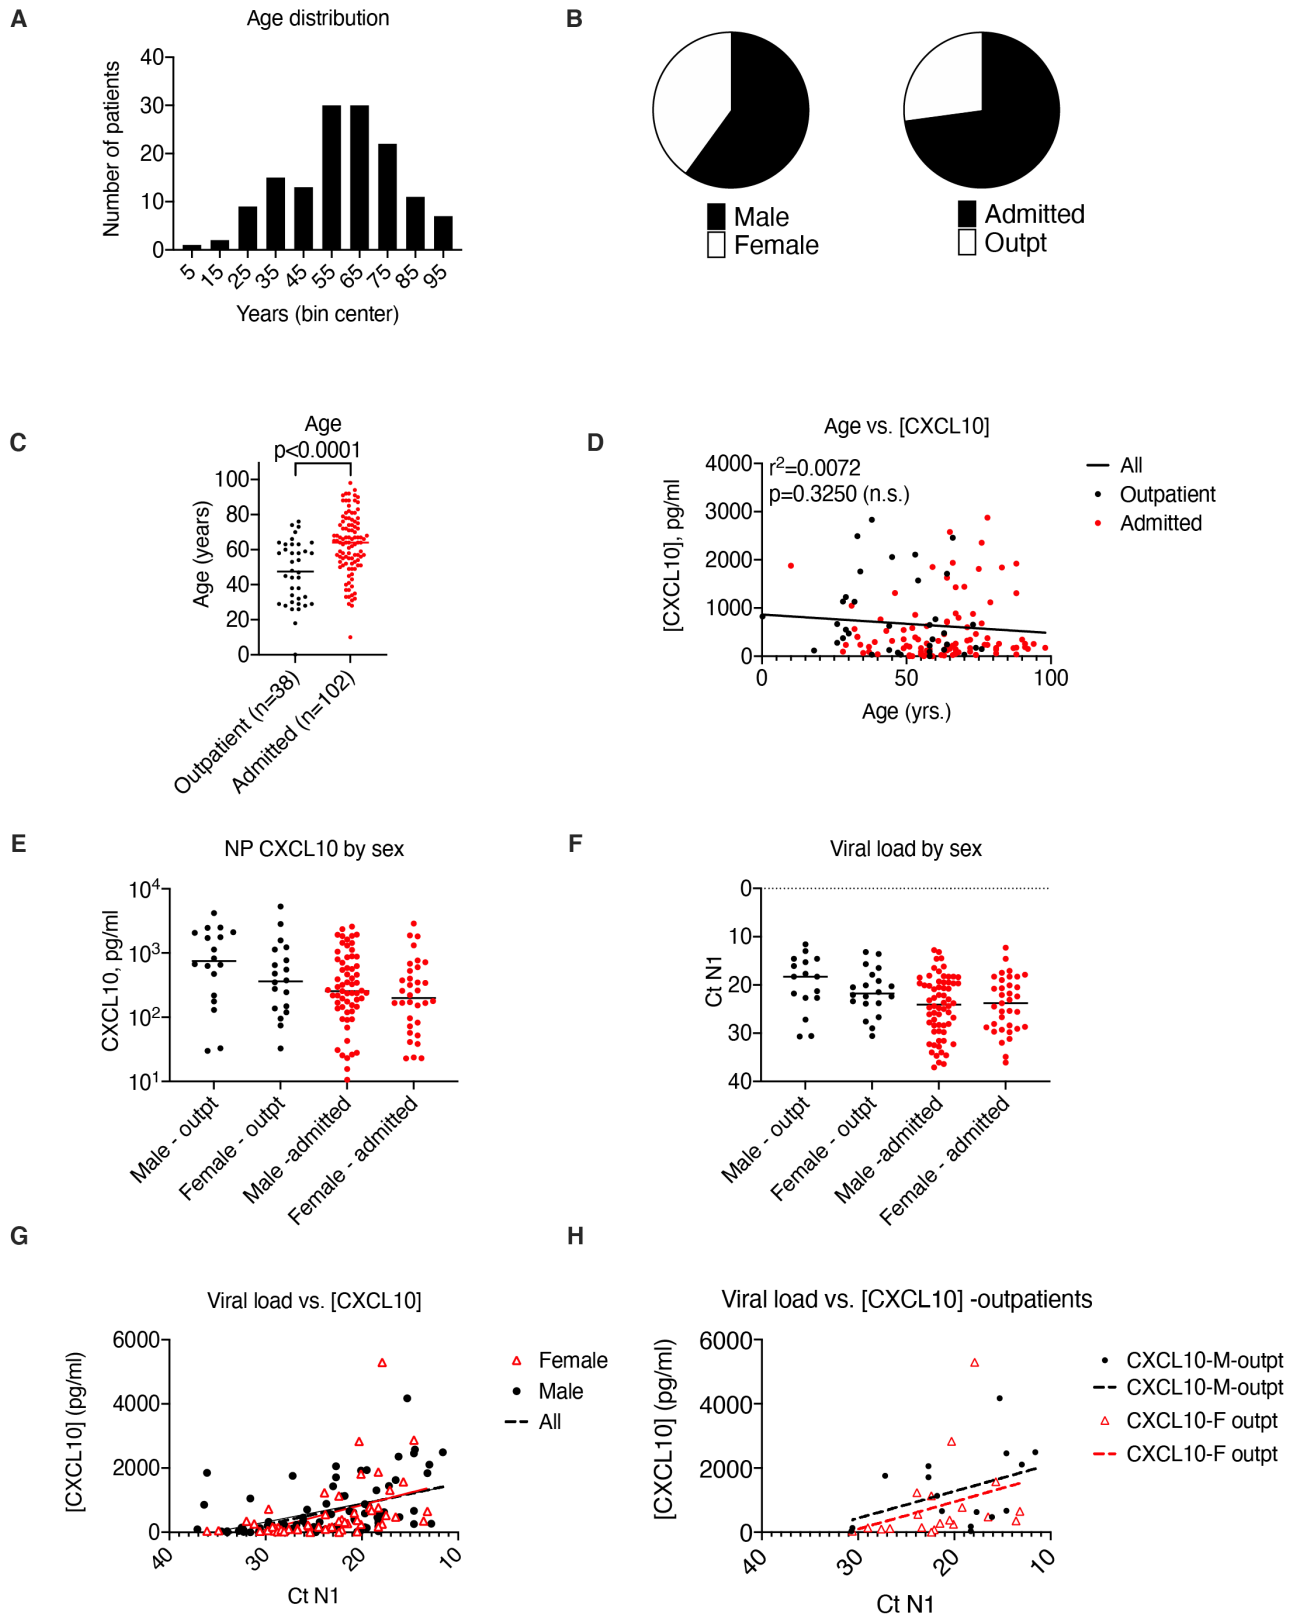 A
Age distribution
Number of patients
40
30
20
10
0
5
15
25
35
45
55
65
75
85
95
Years (bin center)
B
Male
Female
Admitted
Outpt
C
Age
p<0.0001
Age (years)
100
80
60
40
20
0
Outpatient (n=38)
Admitted (n=102)
D
Age vs. [CXCL10]
r²=0.0072
p=0.3250 (n.s.)
[CXCL10], pg/ml
4000
3000
2000
1000
0
0
50
100
Age (yrs.)
All
Outpatient
Admitted
E
NP CXCL10 by sex
CXCL10, pg/ml
10⁴
10³
10²
10¹
Male - outpt
Female - outpt
Male -admitted
Female - admitted
F
Viral load by sex
Ct N1
0
10
20
30
40
Male - outpt
Female - outpt
Male -admitted
Female - admitted
G
Viral load vs. [CXCL10]
[CXCL10] (pg/ml)
6000
4000
2000
0
40
30
20
10
Ct N1
Female
Male
All
H
Viral load vs. [CXCL10] -outpatients
[CXCL10] (pg/ml)
6000
4000
2000
0
40
30
20
10
Ct N1
CXCL10-M-outpt
CXCL10-M-outpt
CXCL10-F outpt
CXCL10-F outpt